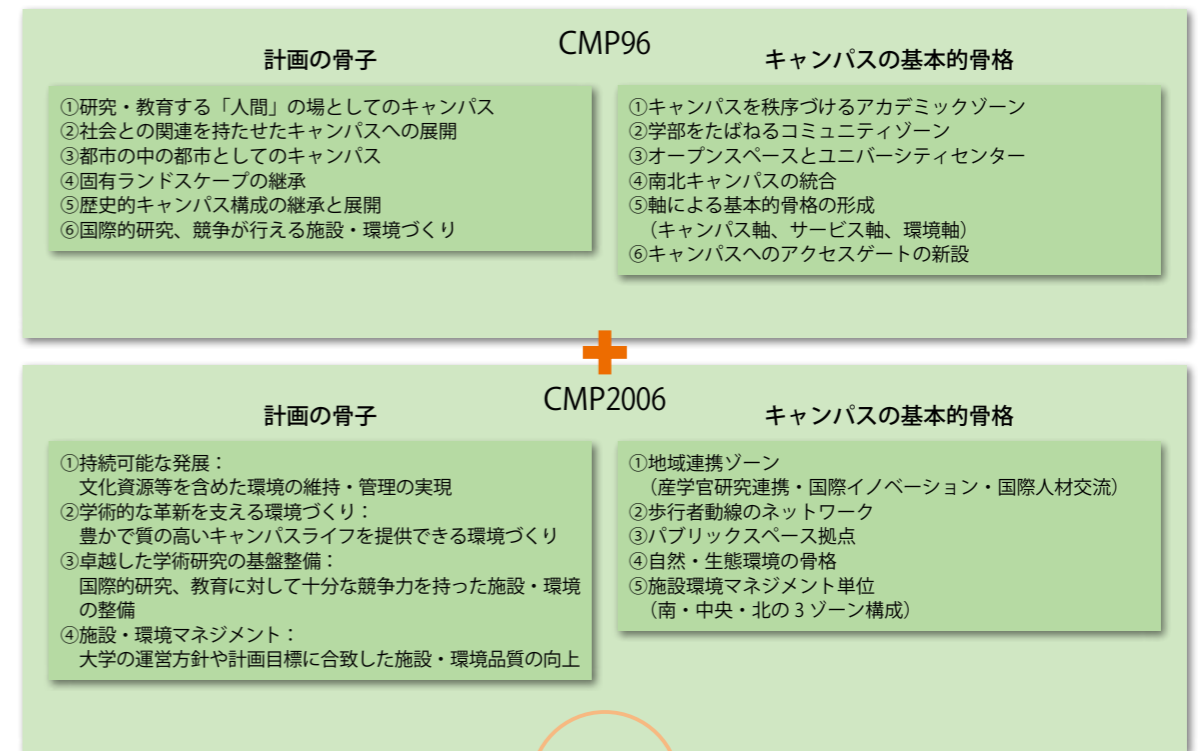 CMP96
計画の骨子
①研究・教育する「人間」の場としてのキャンパス
②社会との関連を持たせたキャンパスへの展開
③都市の中の都市としてのキャンパス
④固有ランドスケープの継承
⑤歴史的キャンパス構成の継承と展開
⑥国際的研究、競争が行える施設・環境づくり
キャンパスの基本的骨格
①キャンパスを秩序づけるアカデミックゾーン
②学部をたばねるコミュニティゾーン
③オープンスペースとユニバーシティセンター
④南北キャンパスの統合
⑤軸による基本的骨格の形成
（キャンパス軸、サービス軸、環境軸）
⑥キャンパスへのアクセスゲートの新設
CMP2006
計画の骨子
①持続可能な発展：
文化資源等を含めた環境の維持・管理の実現
②学術的な革新を支える環境づくり：
豊かで質の高いキャンパスライフを提供できる環境づくり
③卓越した学術研究の基盤整備：
国際的研究、教育に対して十分な競争力を持った施設・環境
の整備
④施設・環境マネジメント：
大学の運営方針や計画目標に合致した施設・環境品質の向上
キャンパスの基本的骨格
①地域連携ゾーン
（産学官研究連携・国際イノベーション・国際人材交流）
②歩行者動線のネットワーク
③パブリックスペース拠点
④自然・生態環境の骨格
⑤施設環境マネジメント単位
（南・中央・北の 3 ゾーン構成）